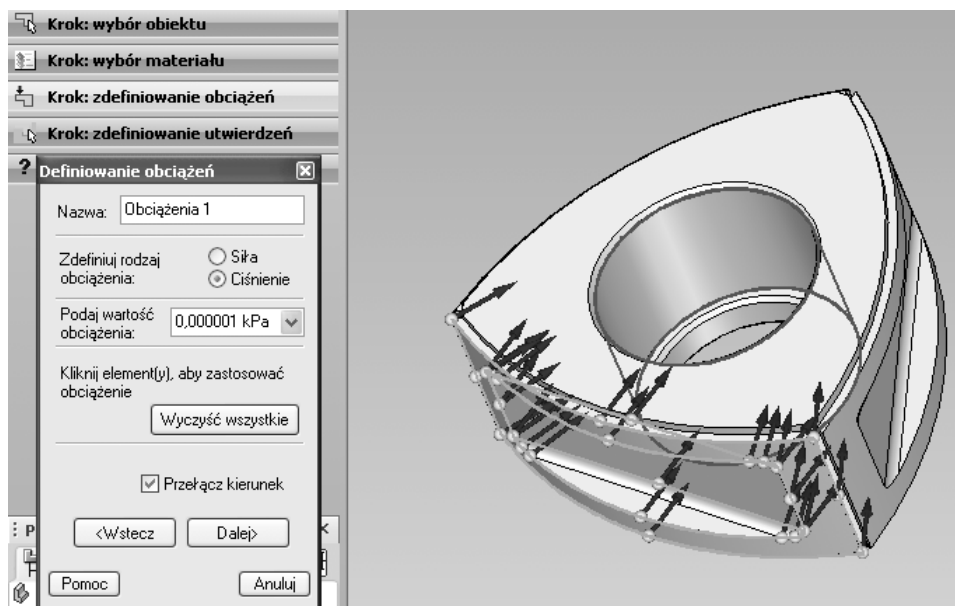 Krok: wybór obiektu
Krok: wybór materiału
Krok: zdefiniowanie obciążeń
Krok: zdefiniowanie utwierdzeń
?
Definiowanie obciążeń
Nazwa: Obciążenia 1
Zdefiniuj rodzaj
obciążenia:
Siła
Ciśnienie
Podaj wartość
obciążenia:
0,000001 kPa
Kliknij element(y), aby zastosować
obciążenie
Wyczyść wszystkie
Przełącz kierunek
<Wstecz Dalej>
Pomoc Anuluj